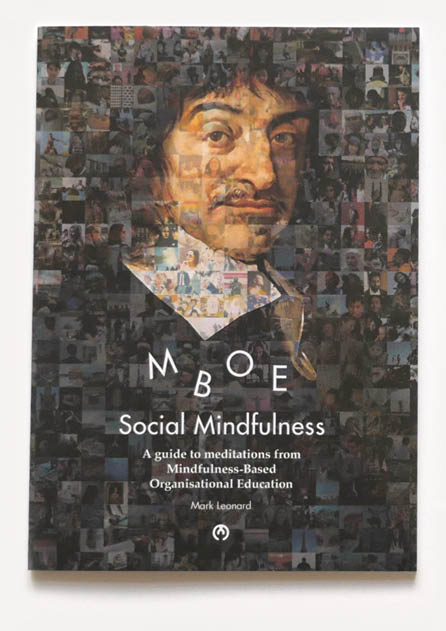 MBOE
Social Mindfulness
A guide to meditations from
Mindfulness-Based
Organisational Education
Mark Leonard